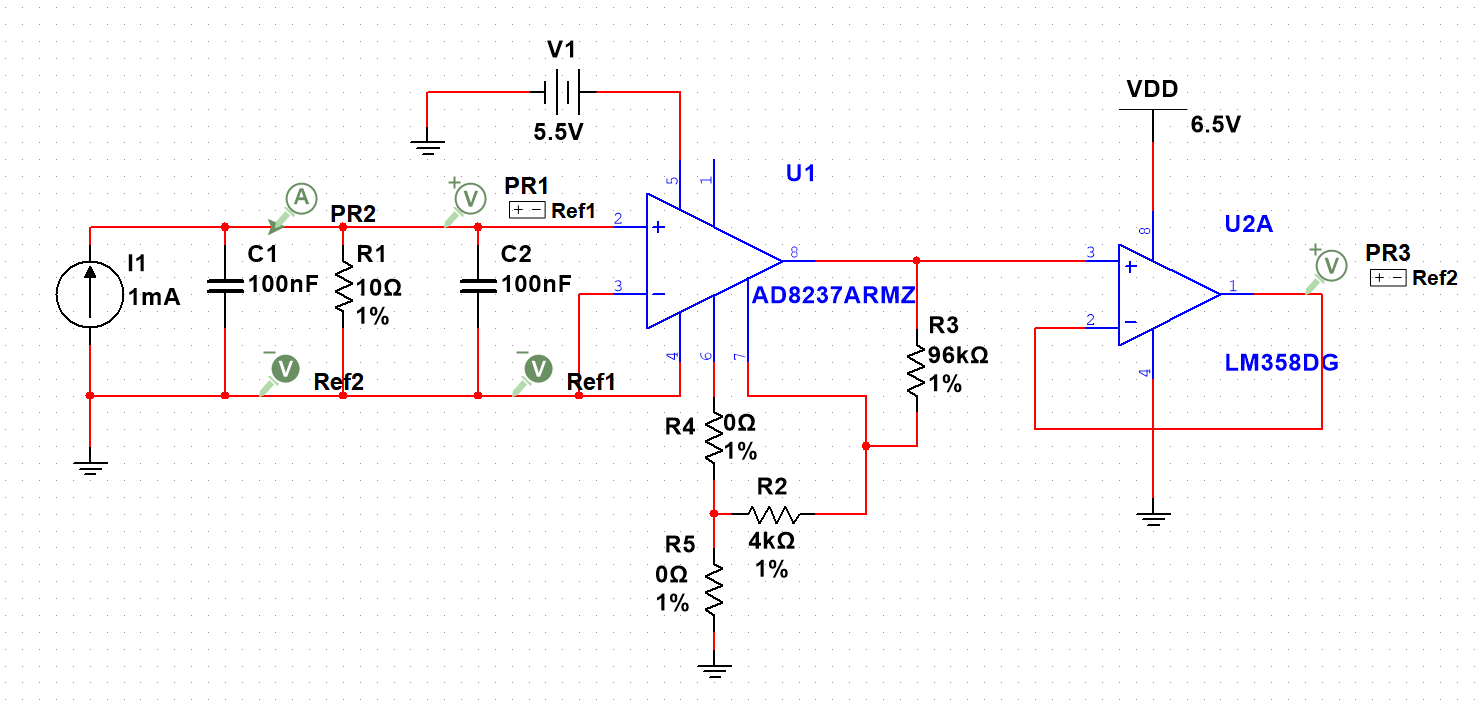 V1
5.5V
VDD
6.5V
U1
5
1
A
PR2
+
V
PR1
+ -
Ref1
2
+
3
−
8
AD8237ARMZ
4
6
7
I1
1mA
C1
100nF
R1
10Ω
1%
C2
100nF
−
V
Ref2
−
V
Ref1
U2A
8
3
+
2
−
1
4
LM358DG
+
V
PR3
+ -
Ref2
R3
96kΩ
1%
R4
0Ω
1%
R2
4kΩ
1%
R5
0Ω
1%